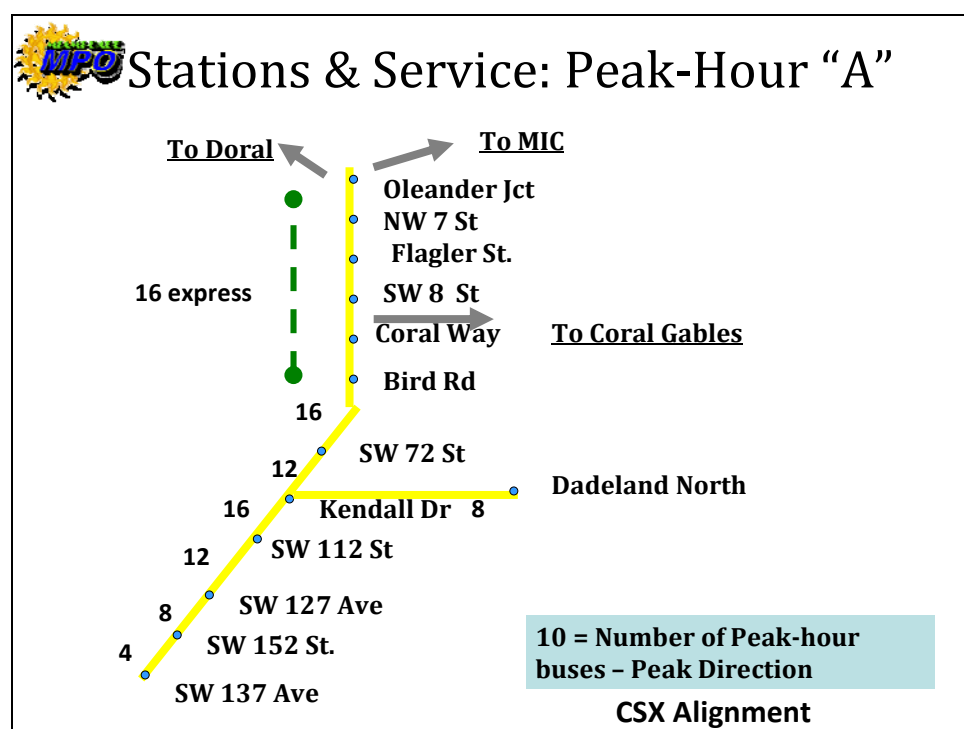 MPO
Stations & Service: Peak-Hour “A”
To Doral
To MIC
Oleander Jct
NW 7 St
Flagler St.
16 express
SW 8 St
Coral Way
To Coral Gables
Bird Rd
16
SW 72 St
12
Dadeland North
16
Kendall Dr
8
SW 112 St
12
SW 127 Ave
8
SW 152 St.
4
SW 137 Ave
10 = Number of Peak-hour
buses – Peak Direction
CSX Alignment